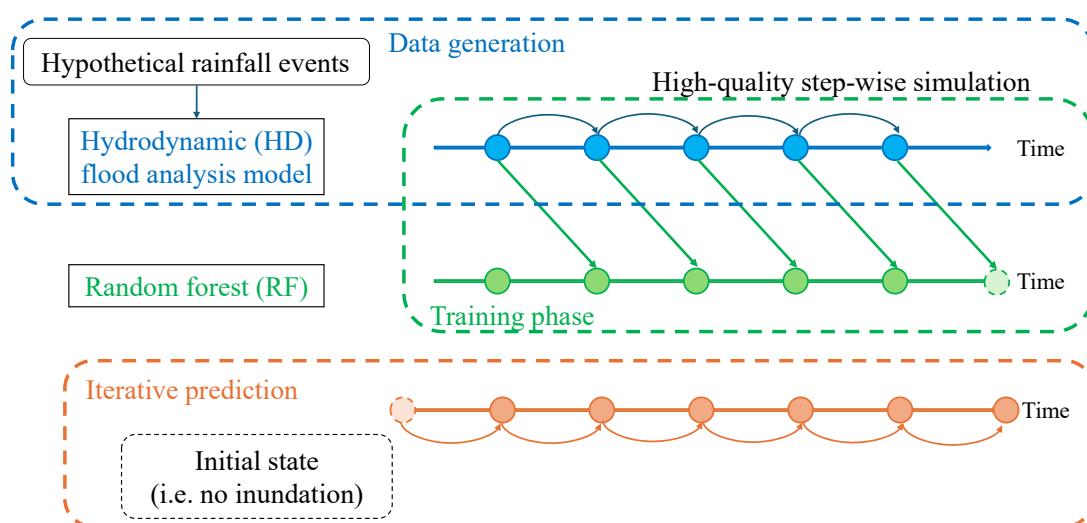 Data generation
Hypothetical rainfall events
High-quality step-wise simulation
Hydrodynamic (HD)
flood analysis model
Time
Random forest (RF)
Time
Training phase
Iterative prediction
Time
Initial state
(i.e. no inundation)